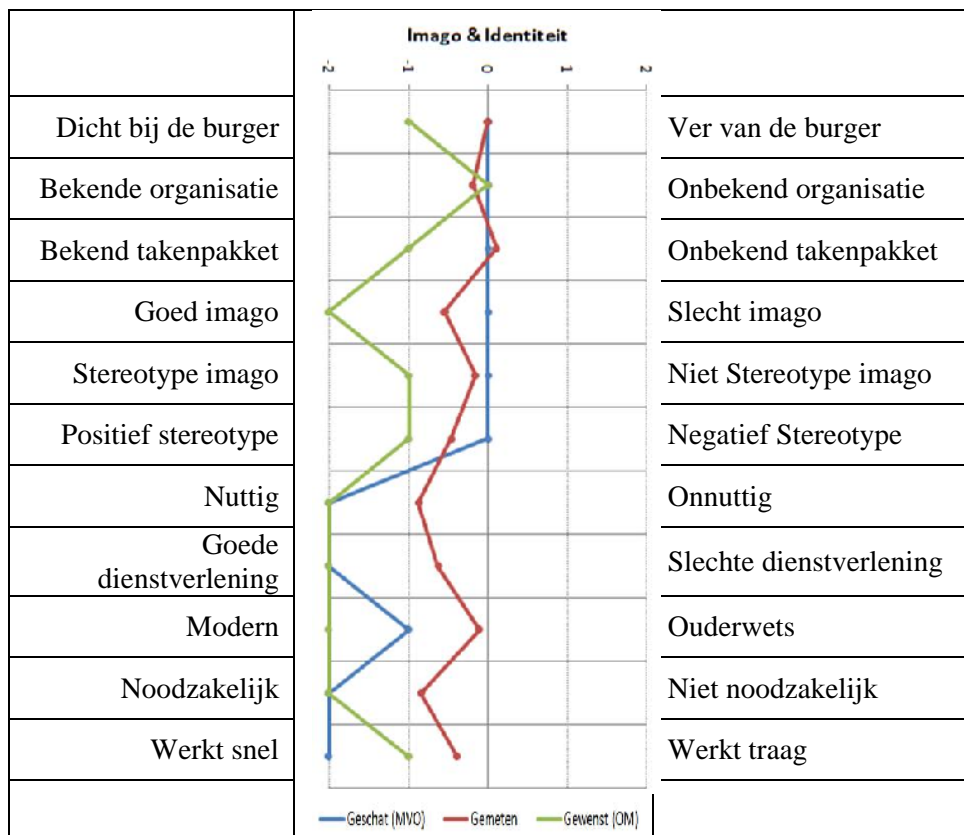 Imago & Identiteit
-2 -1 0 1 2
Dicht bij de burger Ver van de burger
Bekende organisatie Onbekend organisatie
Bekend takenpakket Onbekend takenpakket
Goed imago Slecht imago
Stereotype imago Niet Stereotype imago
Positief stereotype Negatief Stereotype
Nuttig Onnuttig
Goede
dienstverlening Slechte dienstverlening
Modern Ouderwets
Noodzakelijk Niet noodzakelijk
Werkt snel Werkt traag
Geschat (MVO) Gemeten Gewenst (OM)